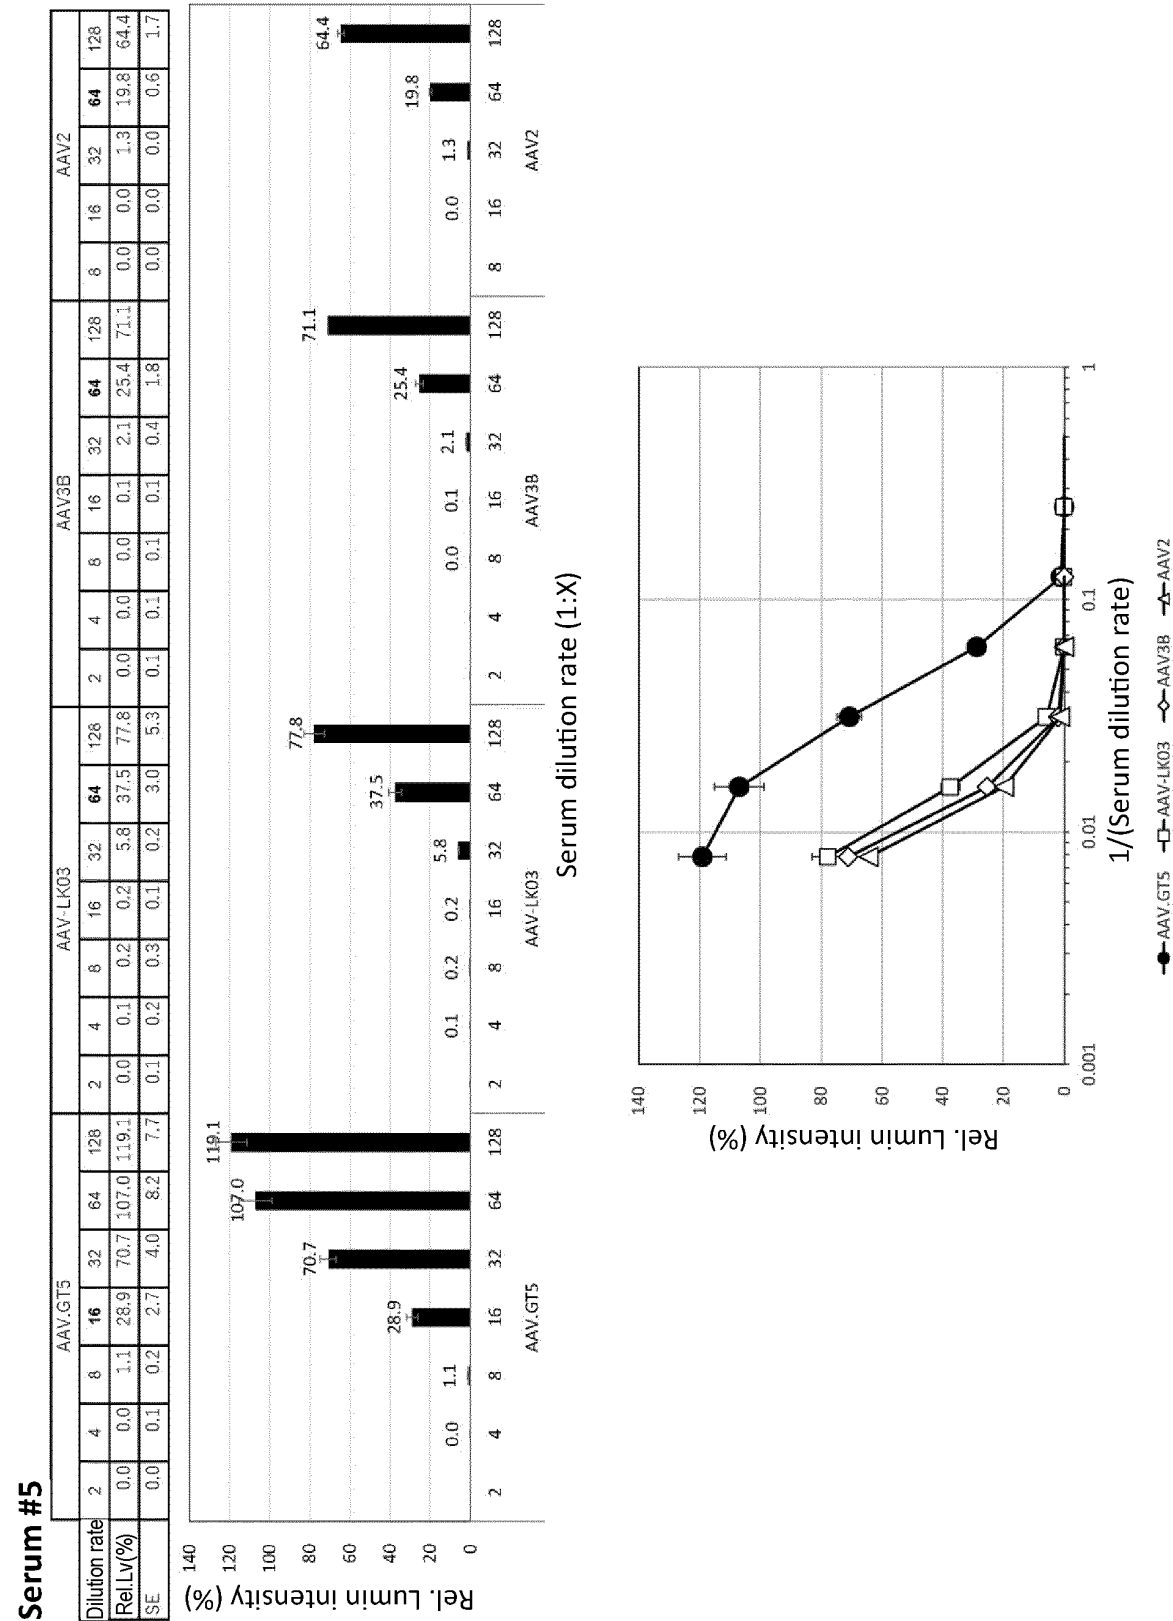 Serum #5
AAV.GT5 AAV-LK03 AAV3B AAV2
Dilution rate 2 4 8 16 32 64 128 2 4 8 16 32 64 128 2 4 8 16 32 64 128 8 16 32 64 128
Rel.Lv(%) 0.0 0.0 1.1 28.9 70.7 107.0 119.1 0.0 0.1 0.2 0.2 5.8 37.5 77.8 0.0 0.0 0.0 0.1 2.1 25.4 71.1 0.0 0.0 1.3 19.8 64.4
SE 0.0 0.1 0.2 2.7 4.0 8.2 7.7 0.1 0.2 0.3 0.1 0.2 3.0 5.3 0.1 0.1 0.1 0.1 0.4 1.8 0.0 0.0 0.0 0.6 1.7
Rel. Lumin intensity (%)
140
120
100
80
60
40
20
0
0.0 1.1 28.9 70.7 107.0 119.1 0.1 0.2 0.2 5.8 37.5 77.8 0.0 0.1 2.1 25.4 71.1 0.0 1.3 19.8 64.4
2 4 8 16 32 64 128 2 4 8 16 32 64 128 2 4 8 16 32 64 128 8 16 32 64 128
AAV.GT5 AAV-LK03 AAV3B AAV2
Serum dilution rate (1:X)
Rel. Lumin intensity (%)
140
120
100
80
60
40
20
0
0.001 0.01 0.1 1
1/(Serum dilution rate)
AAV.GT5 AAV-LK03 AAV3B AAV2